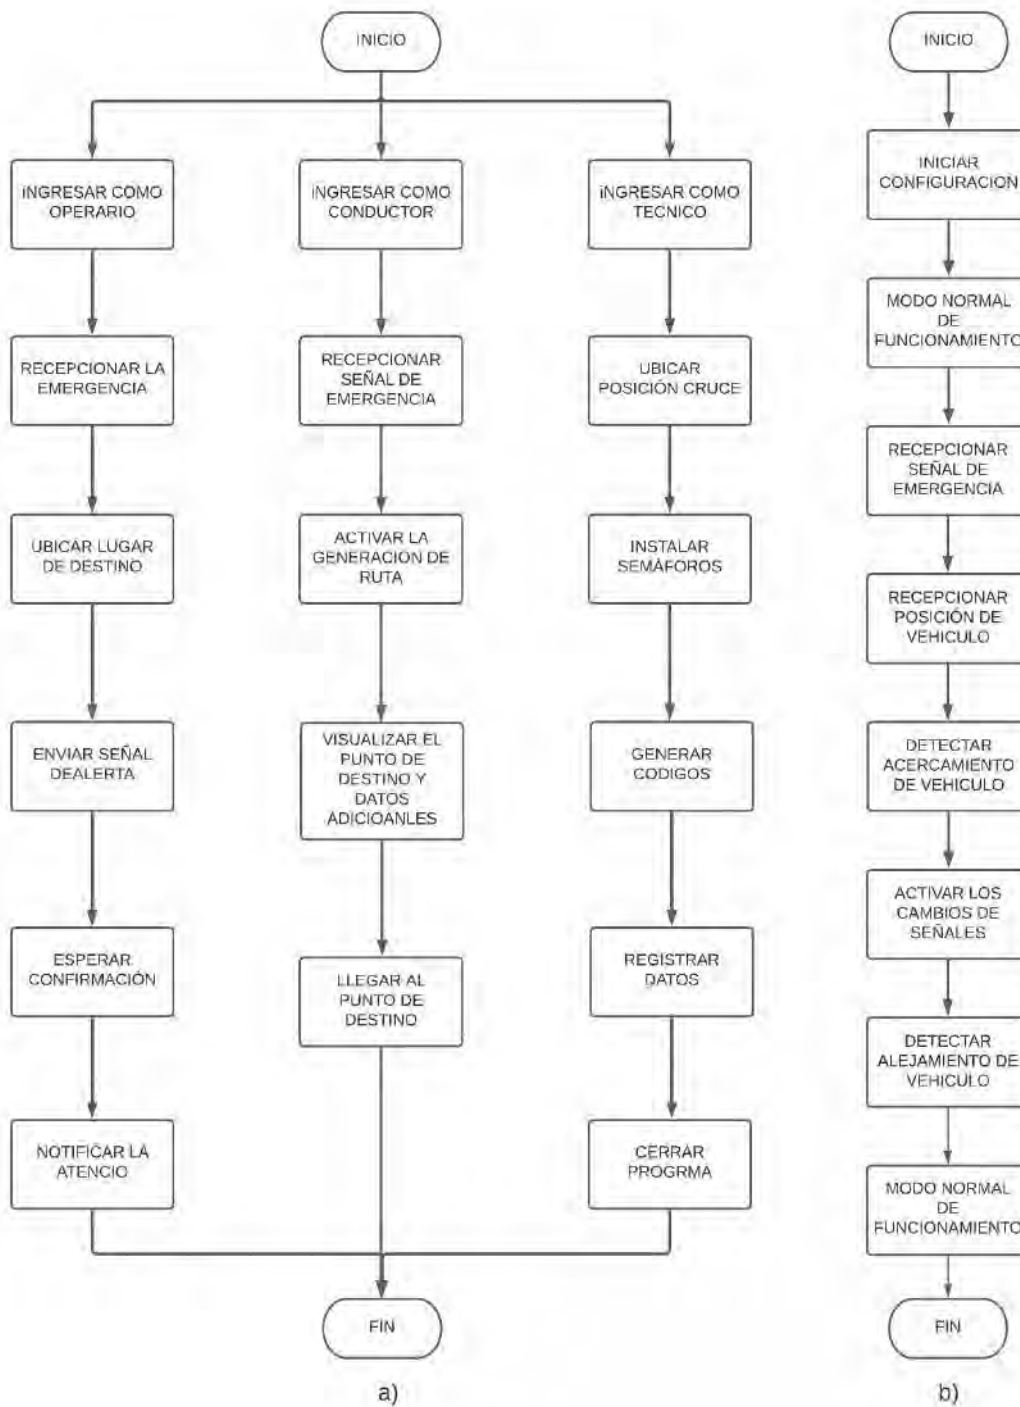 INICIO
iNGRESAR COMO
OPERARIO
RECEPCIONAR LA
EMERGENCIA
UBICAR LUGAR
DE DESTINO
ENVIAR SEÑAL
DEALERTA
ESPERAR
CONFIRMACIÓN
NOTIFICAR LA
ATENCIO
iNGRESAR COMO
CONDUCTOR
RECEPCIONAR
SEÑAL DE
EMERGENCIA
ACTIVAR LA
GENERACION DE
RUTA
VISUALIZAR EL
PUNTO DE
DESTINO Y
DATOS
ADICIOANLES
LLEGAR AL
PUNTO DE
DESTINO
iNGRESAR COMO
TECNICO
UBICAR
POSICIÓN CRUCE
INSTALAR
SEMÁFOROS
GENERAR
CODIGOS
REGISTRAR
DATOS
CERRAR
PROGRMA
FIN
a)
INICIO
INICIAR
CONFIGURACION
MODO NORMAL
DE
FUNCIONAMIENTO
RECEPCIONAR
SEÑAL DE
EMERGENCIA
RECEPCIONAR
POSICIÓN DE
VEHICULO
DETECTAR
ACERCAMIENTO
DE VEHICULO
ACTIVAR LOS
CAMBIOS DE
SEÑALES
DETECTAR
ALEJAMIENTO DE
VEHICULO
MODO NORMAL
DE
FUNCIONAMIENTO
FIN
b)